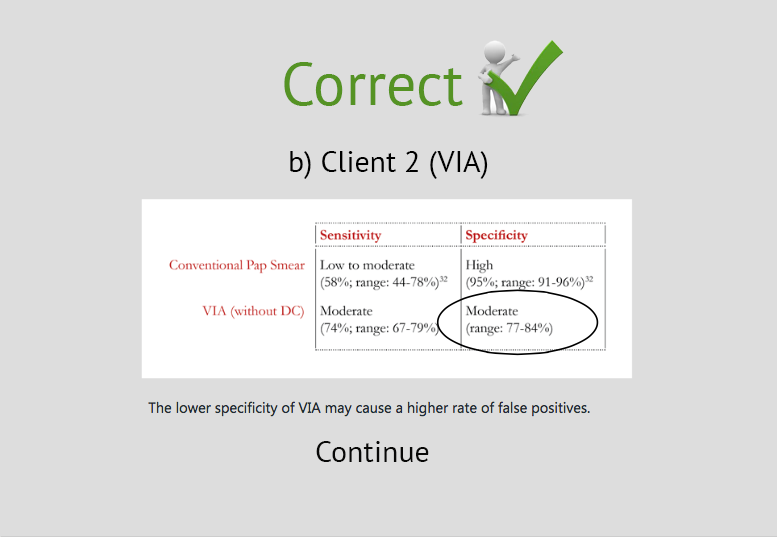 Correct
b) Client 2 (VIA)
Sensitivity Specificity
Conventional Pap Smear Low to moderate High
(58%; range: 44-78%)32 (95%; range: 91-96%)32
VIA (without DC) Moderate Moderate
(74%; range: 67-79%) (range: 77-84%)
The lower specificity of VIA may cause a higher rate of false positives.
Continue